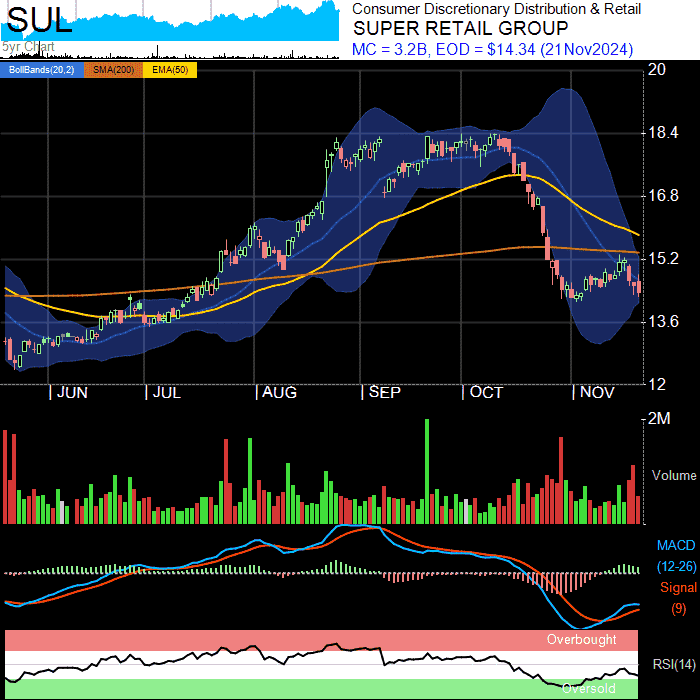 SUL
5yr Chart
Consumer Discretionary Distribution & Retail
SUPER RETAIL GROUP
MC = 3.2B, EOD = $14.34 (21Nov2024)
BollBands(20,2) SMA(200) EMA(50)
20
18.4
16.8
15.2
13.6
12
JUN JUL AUG SEP OCT NOV
2M
Volume
MACD
(12-26)
Signal
(9)
Overbought
RSI(14)
Oversold